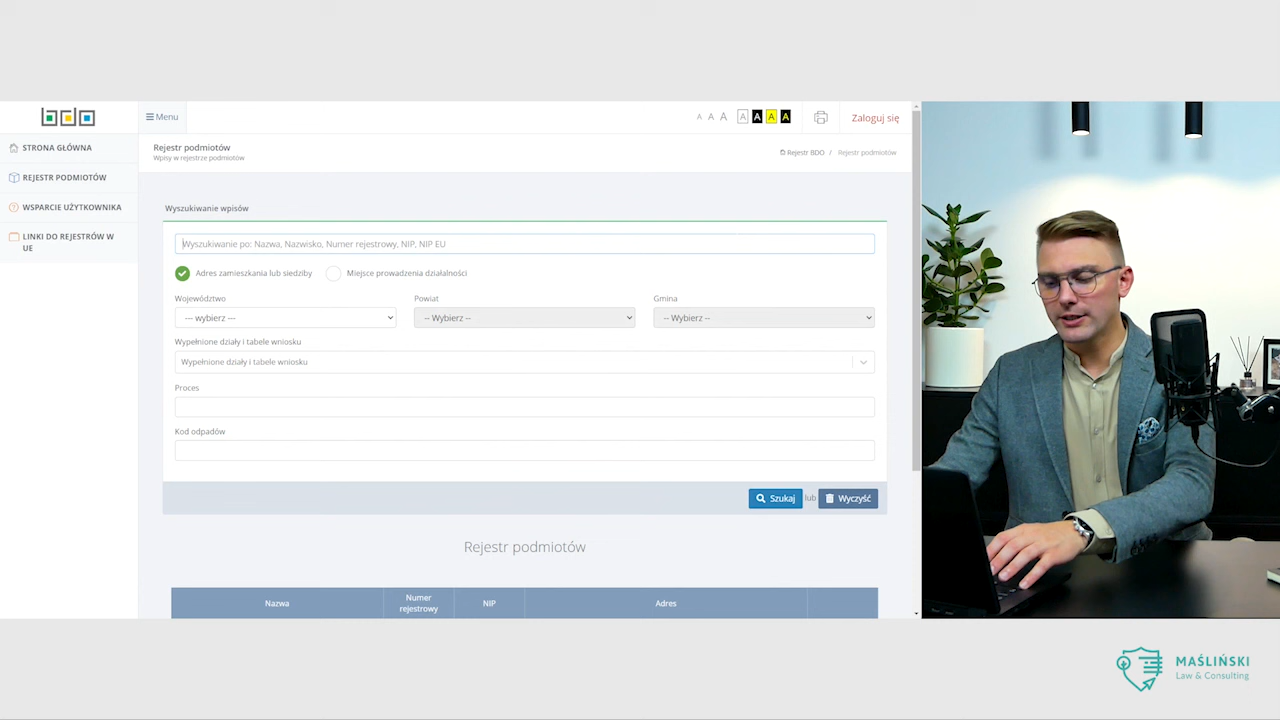 bdo
Menu
A A A A A A A
Zaloguj się
STRONA GŁÓWNA
REJESTR PODMIOTÓW
WSPARCIE UŻYTKOWNIKA
LINKI DO REJESTRÓW W
UE
Rejestr podmiotów
Wpisy w rejestrze podmiotów
Rejestr BDO / Rejestr podmiotów
Wyszukiwanie wpisów
Wyszukiwanie po: Nazwa, Nazwisko, Numer rejestrowy, NIP, NIP EU
Adres zamieszkania lub siedziby
Miejsce prowadzenia działalności
Województwo
Powiat
Gmina
--- wybierz ---
-- Wybierz --
-- Wybierz --
Wypełnione działy i tabele wniosku
Wypełnione działy i tabele wniosku
Proces
Kod odpadów
Szukaj lub Wyczyść
Rejestr podmiotów
Nazwa
Numer
rejestrowy
NIP
Adres
MAŚLIŃSKI
Law & Consulting